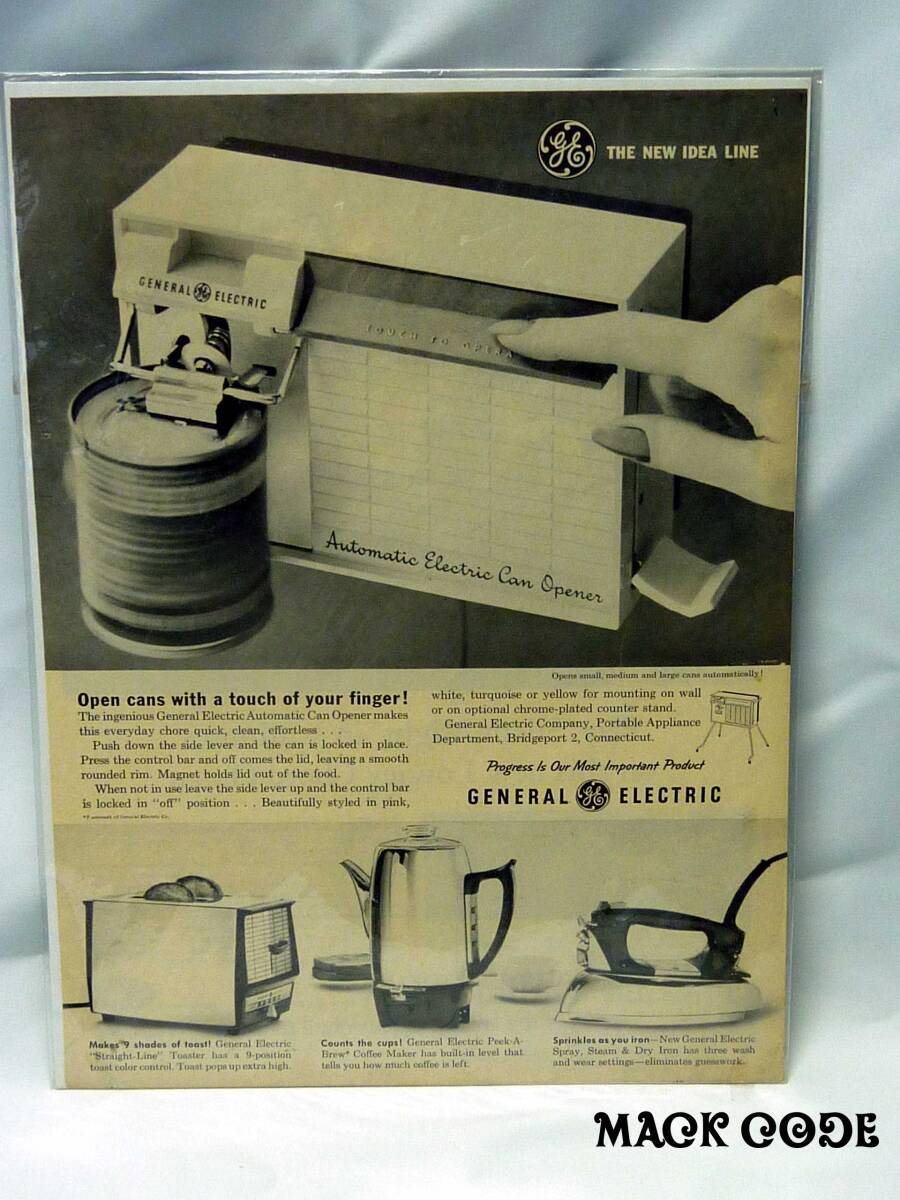 GE THE NEW IDEA LINE
GENERAL GE ELECTRIC
TOUCH TO OPERA
Automatic Electric Can Opener
Opens small, medium and large cans automatically!
Open cans with a touch of your finger!
The ingenious General Electric Automatic Can Opener makes
this everyday chore quick, clean, effortless . . .
Push down the side lever and the can is locked in place.
Press the control bar and off comes the lid, leaving a smooth
rounded rim. Magnet holds lid out of the food.
When not in use leave the side lever up and the control bar
is locked in "off" position . . . Beautifully styled in pink,
white, turquoise or yellow for mounting on wall
or on optional chrome-plated counter stand.
General Electric Company, Portable Appliance
Department, Bridgeport 2, Connecticut.
Progress Is Our Most Important Product
GENERAL GE ELECTRIC
Makes 9 shades of toast! General Electric
"Straight-Line" Toaster has a 9-position
toast color control. Toast pops up extra high.
Counts the cups! General Electric Peek-A-
Brew* Coffee Maker has built-in level that
tells you how much coffee is left.
Sprinkles as you iron—New General Electric
Spray, Steam & Dry Iron has three wash
and wear settings—eliminates guesswork.
MACK CODE